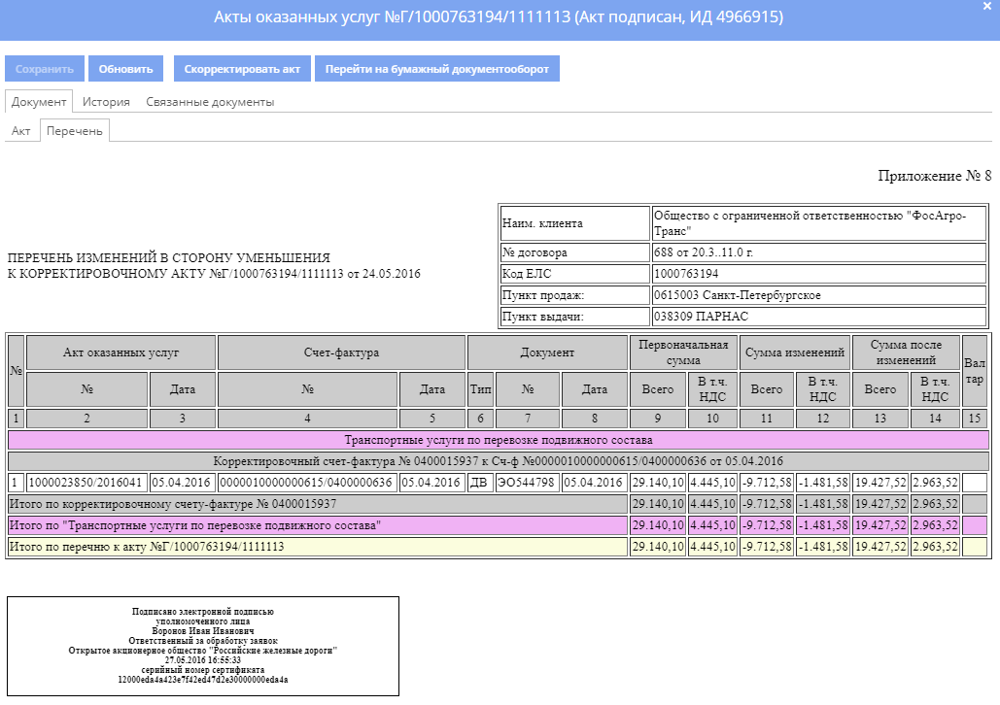 Акты оказанных услуг №Г/1000763194/1111113 (Акт подписан, ИД 4966915)
×
Сохранить Обновить Скорректировать акт Перейти на бумажный документооборот
Документ История Связанные документы
Акт Перечень
Приложение № 8
Наим. клиента Общество с ограниченной ответственностью "ФосАгро-
Транс"
№ договора 688 от 20.3..11.0 г.
Код ЕЛС 1000763194
Пункт продаж: 0615003 Санкт-Петербургское
Пункт выдачи: 038309 ПАРНАС
ПЕРЕЧЕНЬ ИЗМЕНЕНИЙ В СТОРОНУ УМЕНЬШЕНИЯ
К КОРРЕКТИРОВОЧНОМУ АКТУ №Г/1000763194/1111113 от 24.05.2016
№ Акт оказанных услуг Счет-фактура Документ Первоначальная сумма Сумма изменений Сумма после изменений Вал тар
№ Дата № Дата Тип № Дата Всего В т.ч. НДС Всего В т.ч. НДС Всего В т.ч. НДС
1 2 3 4 5 6 7 8 9 10 11 12 13 14 15
Транспортные услуги по перевозке подвижного состава
Корректировочный счет-фактура № 0400015937 к Сч-ф №0000010000000615/0400000636 от 05.04.2016
1 1000023850/2016041 05.04.2016 0000010000000615/0400000636 05.04.2016 ДВ ЭО544798 05.04.2016 29.140,10 4.445,10 -9.712,58 -1.481,58 19.427,52 2.963,52
Итого по корректировочному счету-фактуре № 0400015937 29.140,10 4.445,10 -9.712,58 -1.481,58 19.427,52 2.963,52
Итого по "Транспортные услуги по перевозке подвижного состава" 29.140,10 4.445,10 -9.712,58 -1.481,58 19.427,52 2.963,52
Итого по перечню к акту №Г/1000763194/1111113 29.140,10 4.445,10 -9.712,58 -1.481,58 19.427,52 2.963,52
Подписано электронной подписью
уполномоченного лица
Воронов Иван Иванович
Ответственный за обработку заявок
Открытое акционерное общество "Российские железные дороги"
27.05.2016 16:55:33
серийный номер сертификата
12000eda4a423e7f42ed47d2e30000000eda4a